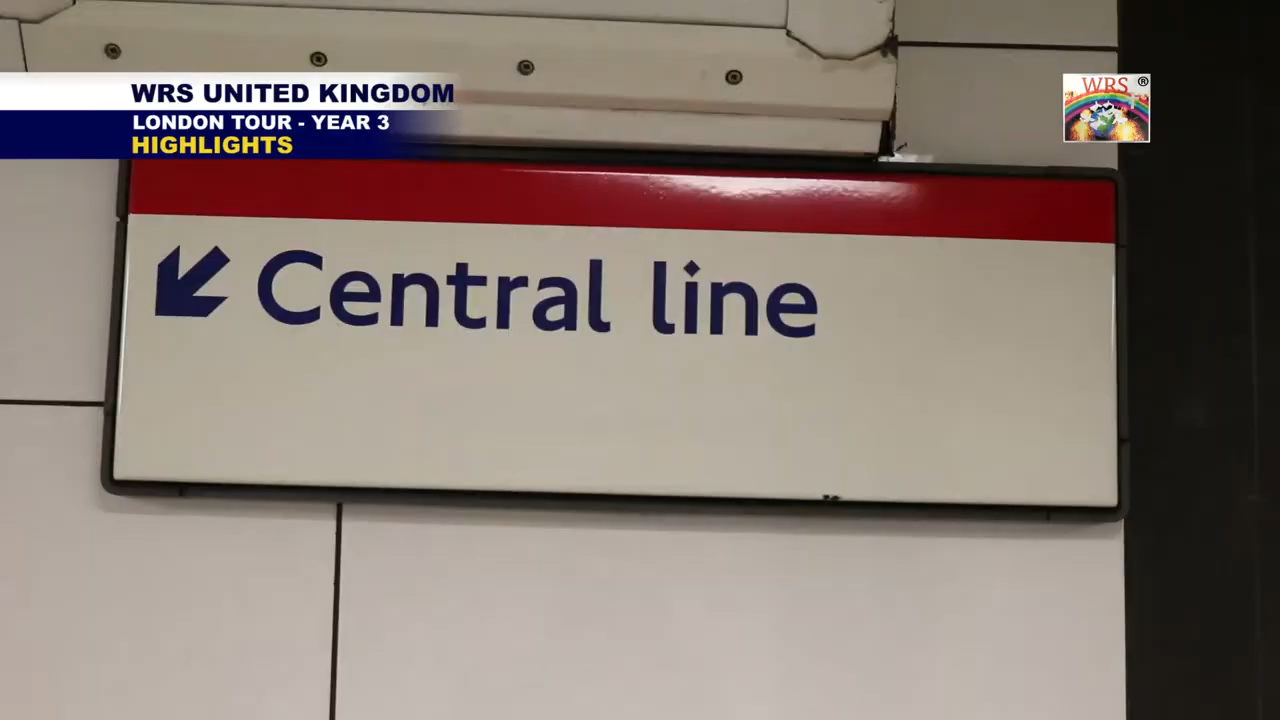 WRS UNITED KINGDOM
LONDON TOUR - YEAR 3
HIGHLIGHTS
WRS ®
Central line